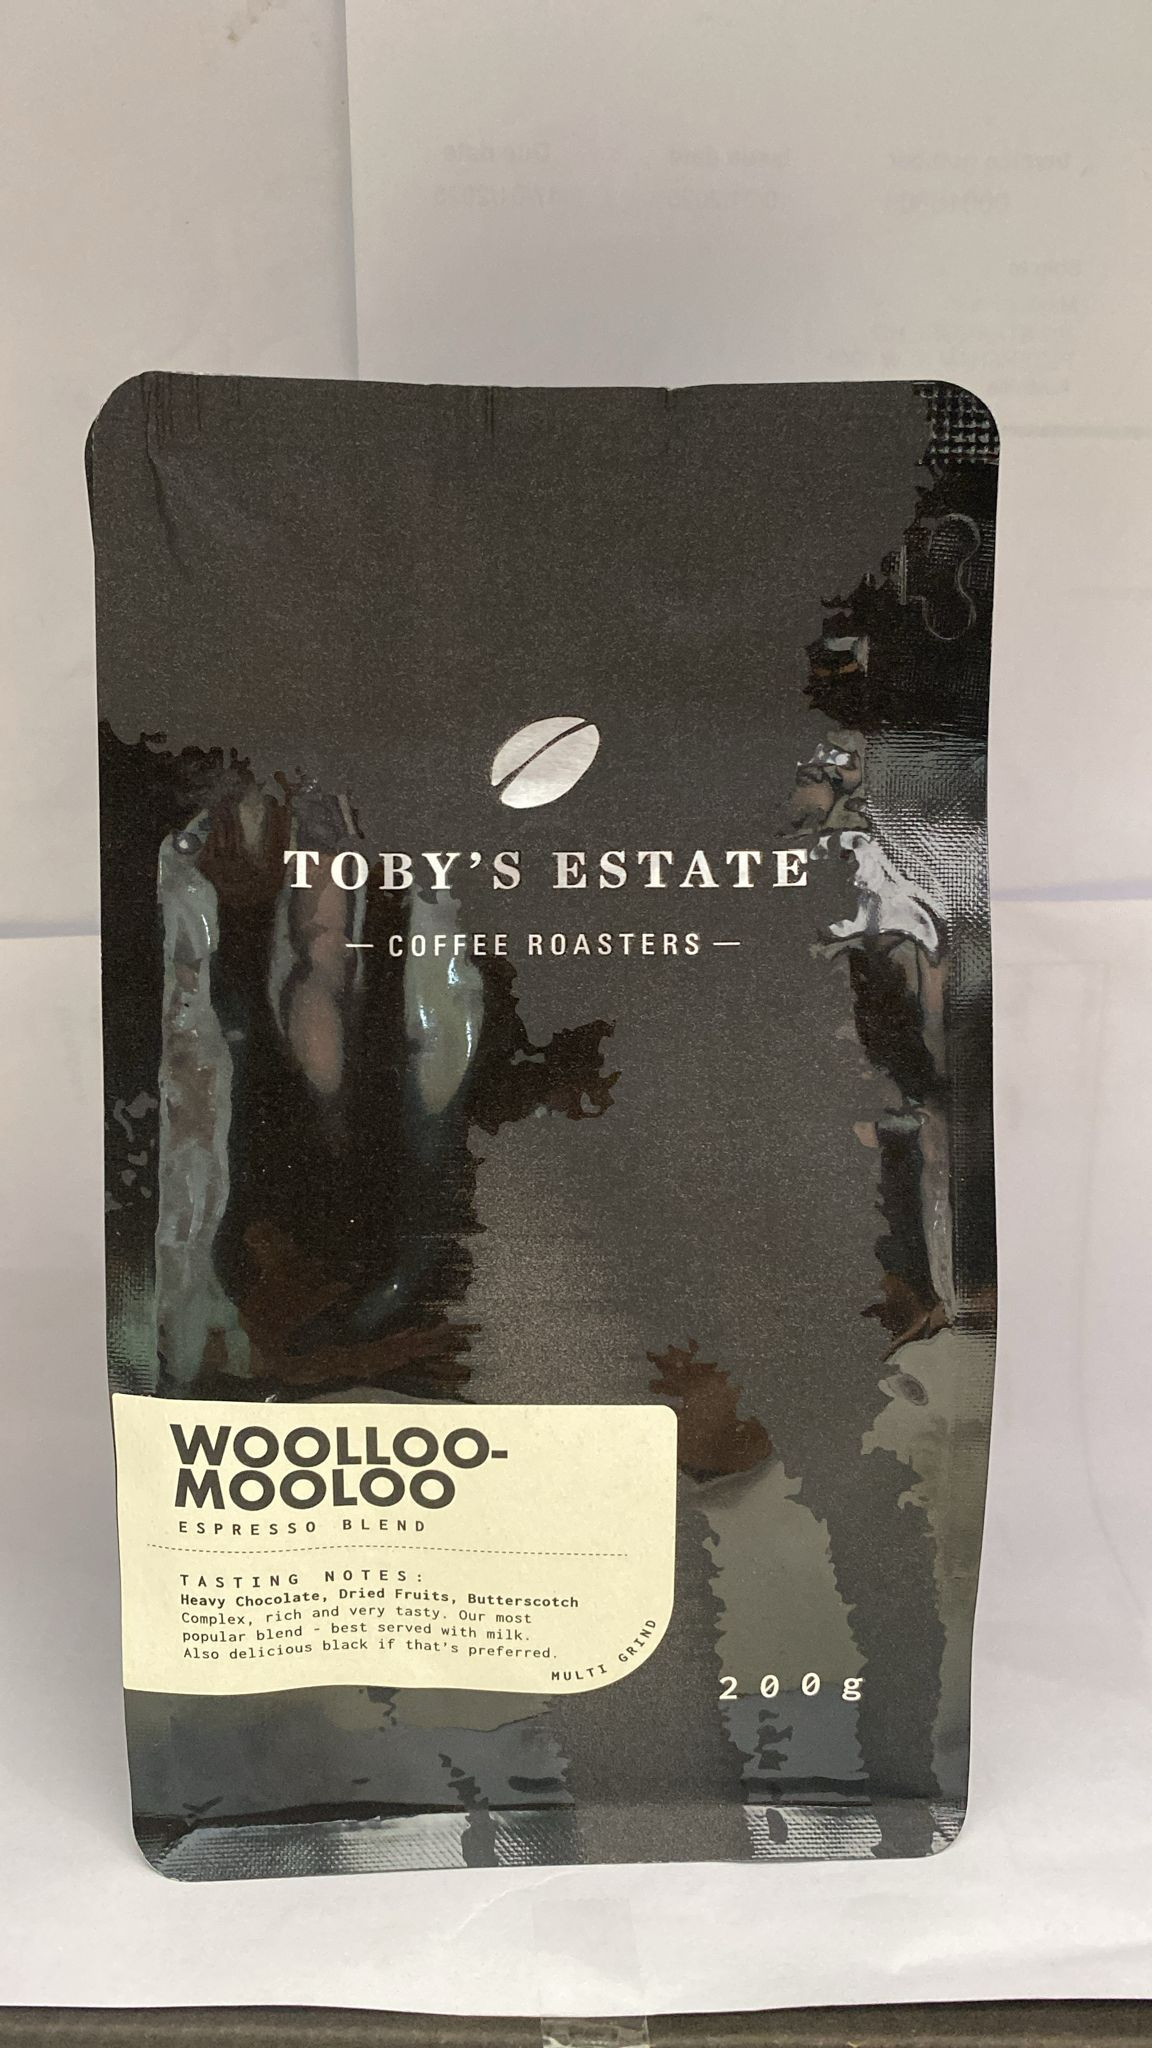 TOBY'S ESTATE
— COFFEE ROASTERS —
WOOLLOO-
MOOLOO
ESPRESSO BLEND
TASTING NOTES:
Heavy Chocolate, Dried Fruits, Butterscotch
Complex, rich and very tasty. Our most
popular blend - best served with milk.
Also delicious black if that's preferred.
MULTI GRIND
200g